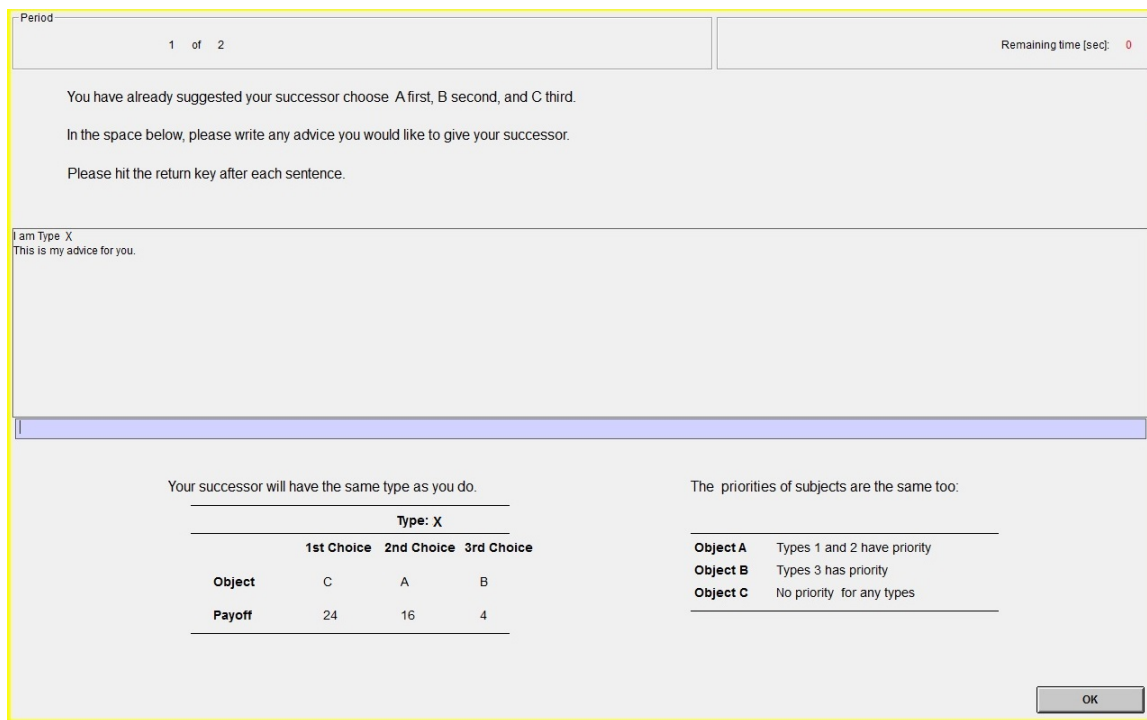 Period
1 of 2
Remaining time [sec]: 0
You have already suggested your successor choose A first, B second, and C third.
In the space below, please write any advice you would like to give your successor.
Please hit the return key after each sentence.
I am Type X
This is my advice for you.
Your successor will have the same type as you do.
Type: X
1st Choice 2nd Choice 3rd Choice
Object C A B
Payoff 24 16 4
The priorities of subjects are the same too:
Object A Types 1 and 2 have priority
Object B Types 3 has priority
Object C No priority for any types
OK